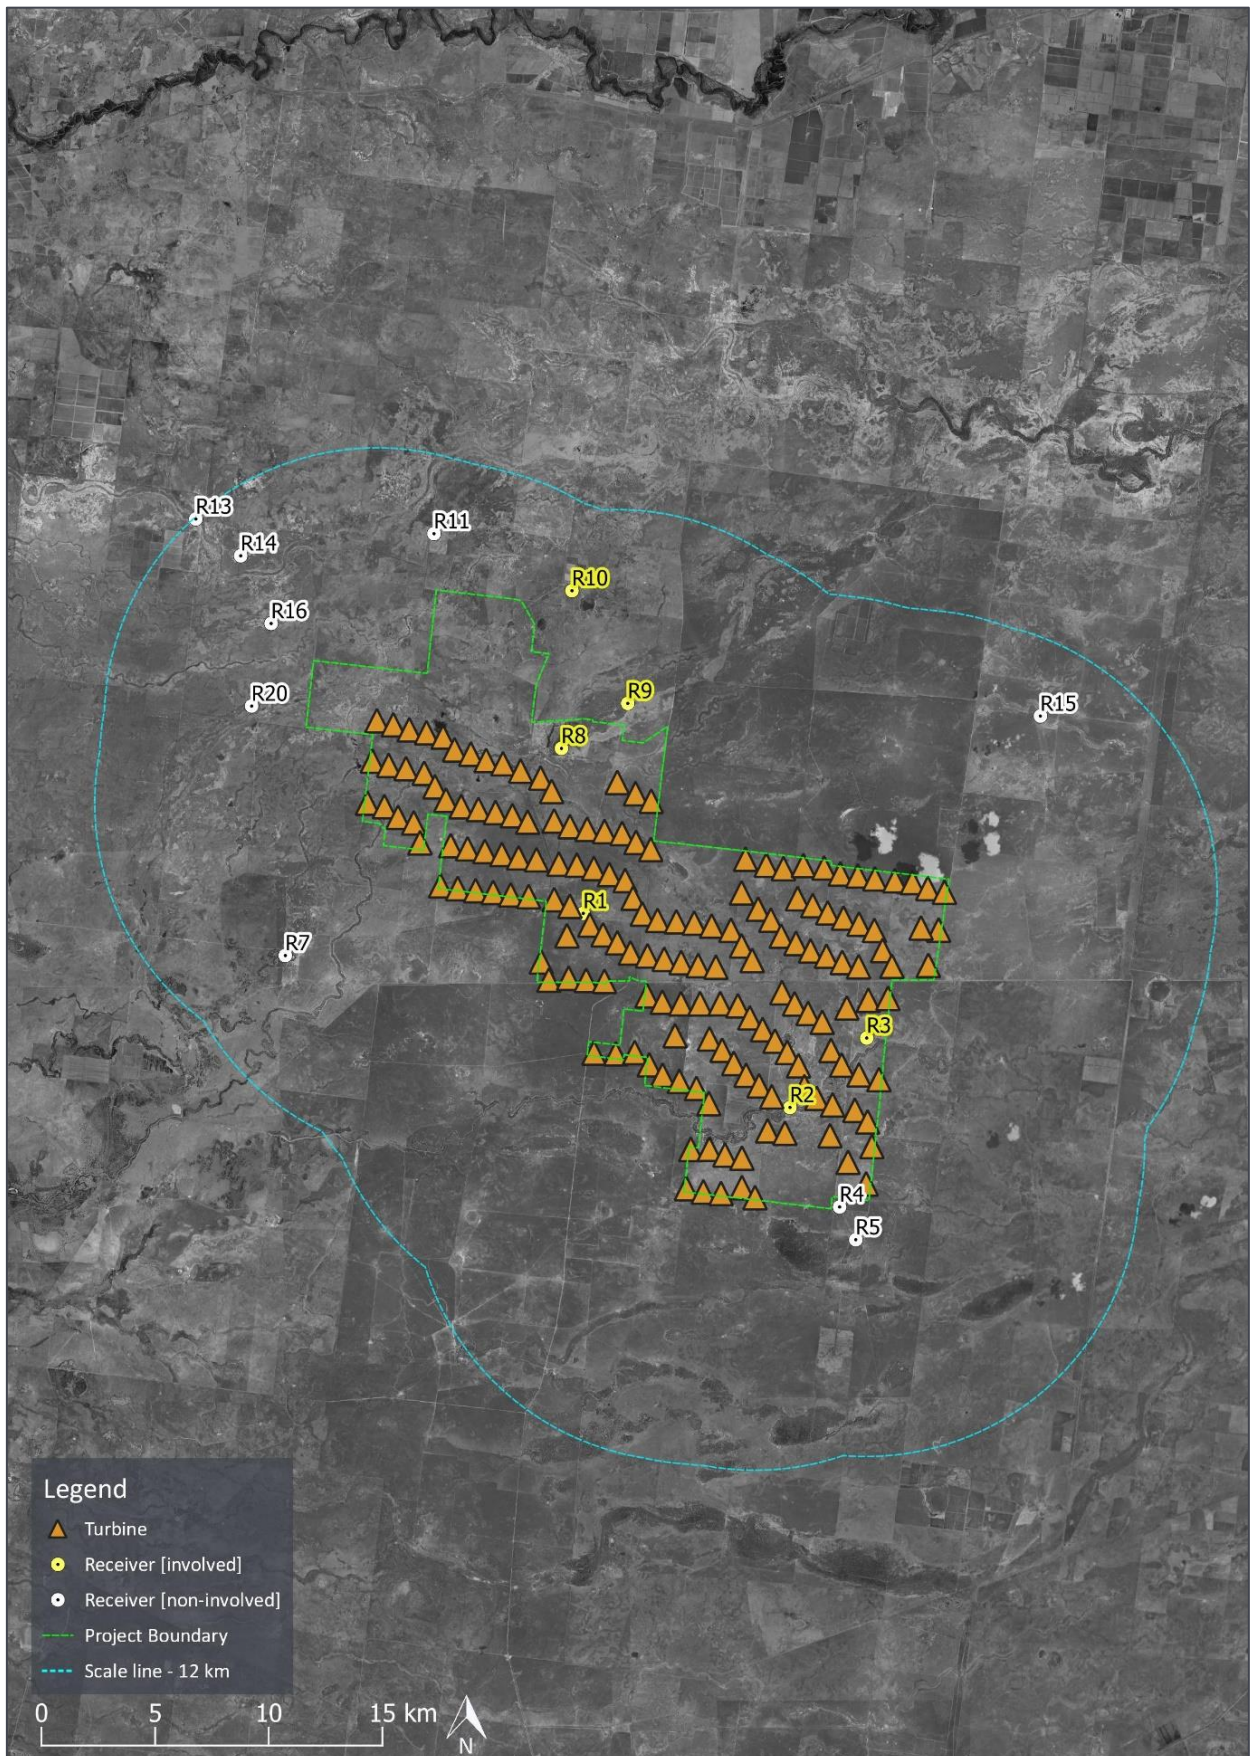 R13
R11
R14
R10
R16
R20
R9
R15
R8
R1
R7
R3
R2
R4
R5
Legend
Turbine
Receiver [involved]
Receiver [non-involved]
Project Boundary
Scale line - 12 km
0 5 10 15 km
N